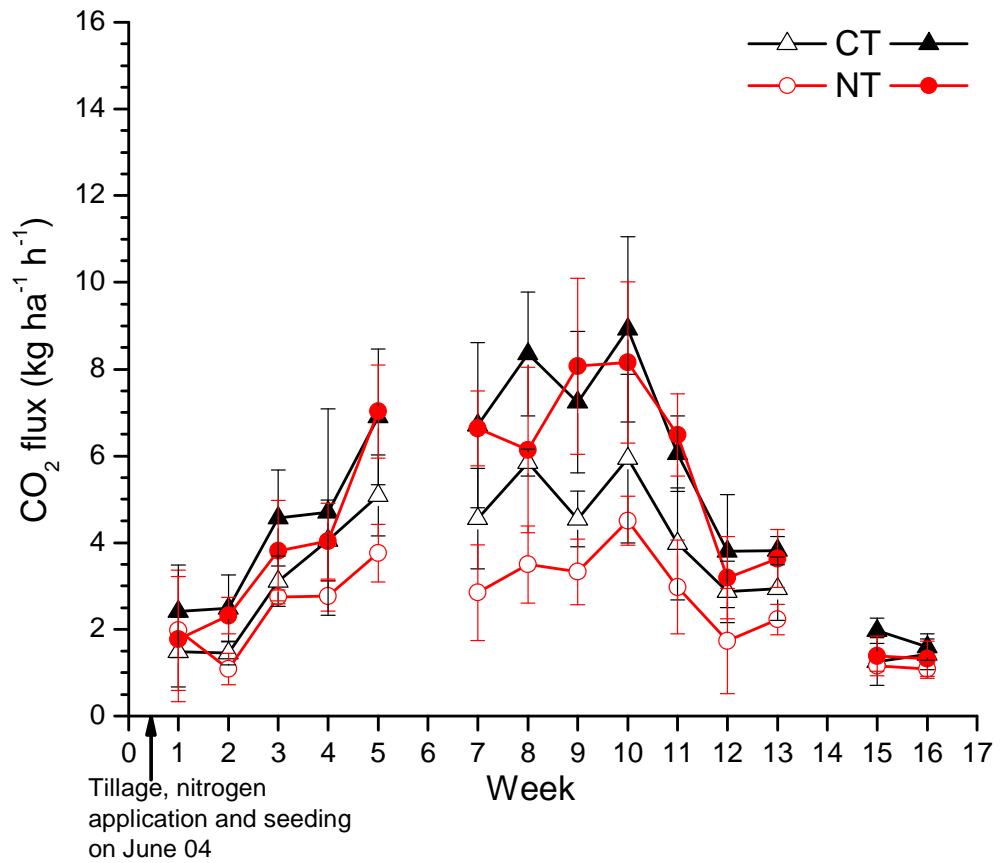 16
14
12
10
8
6
4
2
0
CO₂ flux (kg ha⁻¹ h⁻¹)
CT
NT
0 1 2 3 4 5 6 7 8 9 10 11 12 13 14 15 16 17
Week
Tillage, nitrogen
application and seeding
on June 04